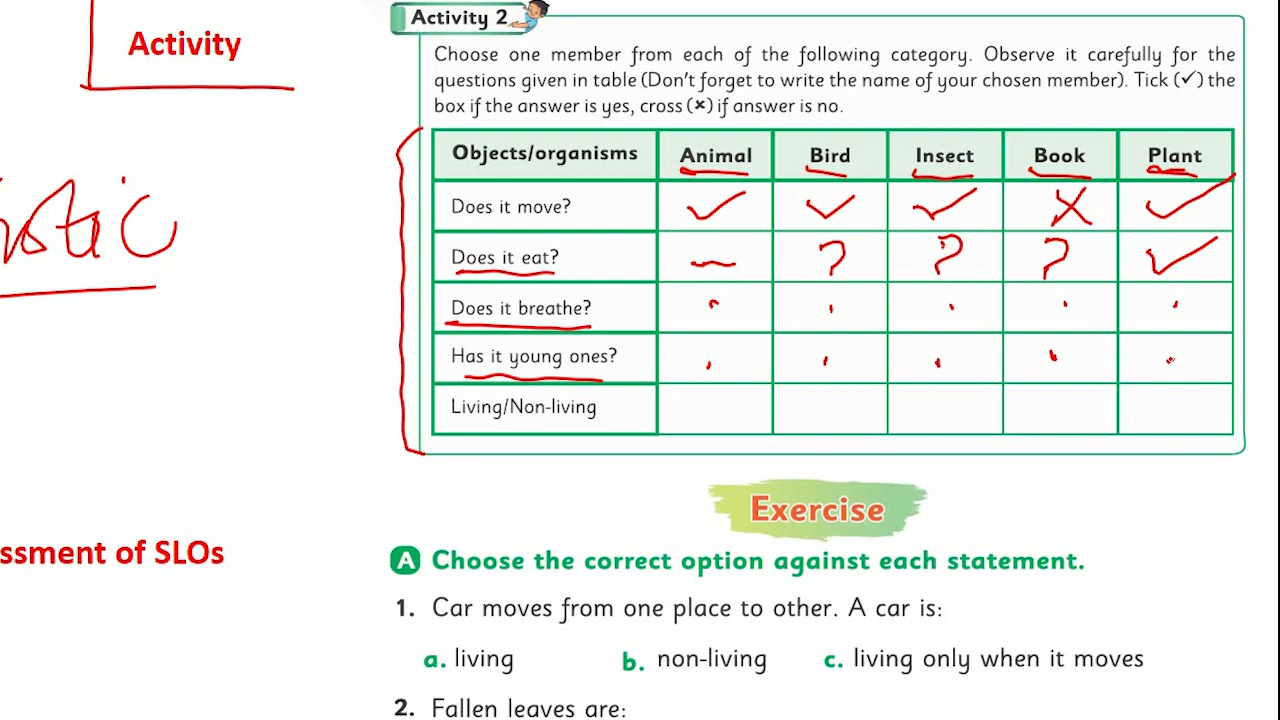 Activity
istic
ssment of SLOs
Activity 2
Choose one member from each of the following category. Observe it carefully for the
questions given in table (Don't forget to write the name of your chosen member). Tick (✓) the
box if the answer is yes, cross (✘) if answer is no.
Objects/organisms Animal Bird Insect Book Plant
Does it move? ✓ ✓ ✓ ✗ ✓
Does it eat? – ? ? ? ✓
Does it breathe?
Has it young ones?
Living/Non-living
Exercise
A Choose the correct option against each statement.
1. Car moves from one place to other. A car is:
a. living b. non-living c. living only when it moves
2. Fallen leaves are: